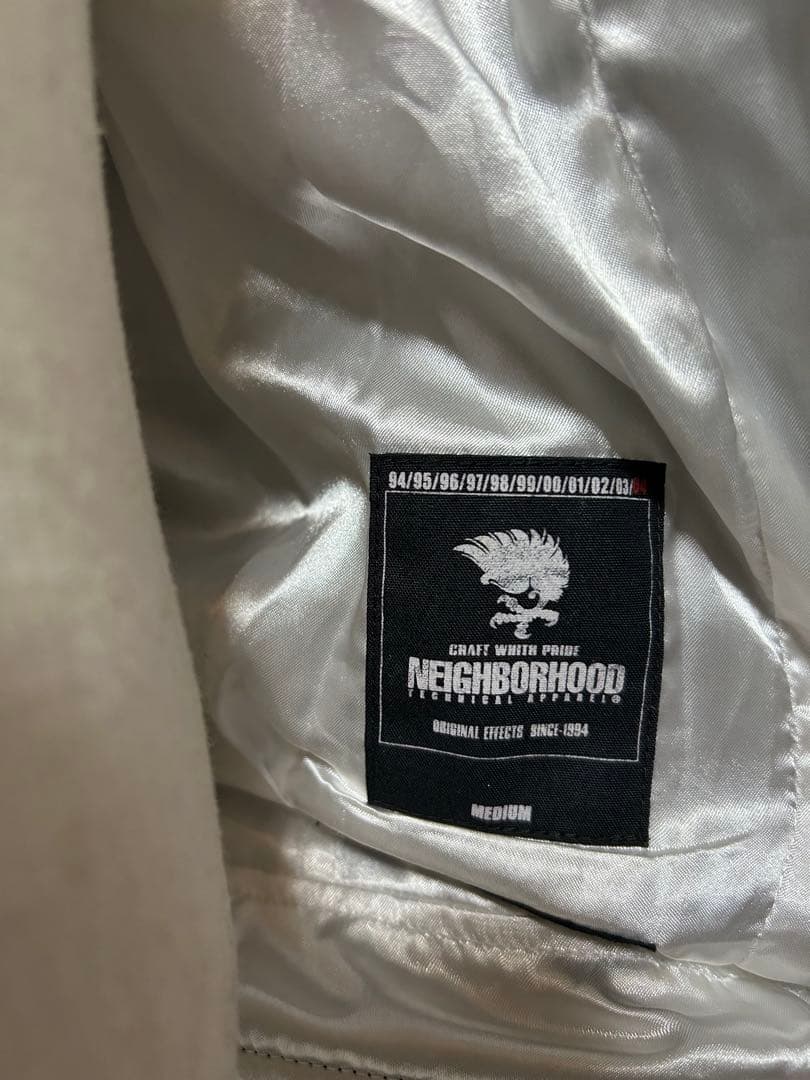 94/95/96/97/98/99/00/01/02/03/04
CRAFT WHITH PRIDE
NEIGHBORHOOD
TECHNICAL APPAREL®
ORIGINAL EFFECTS SINCE-1994
MEDIUM